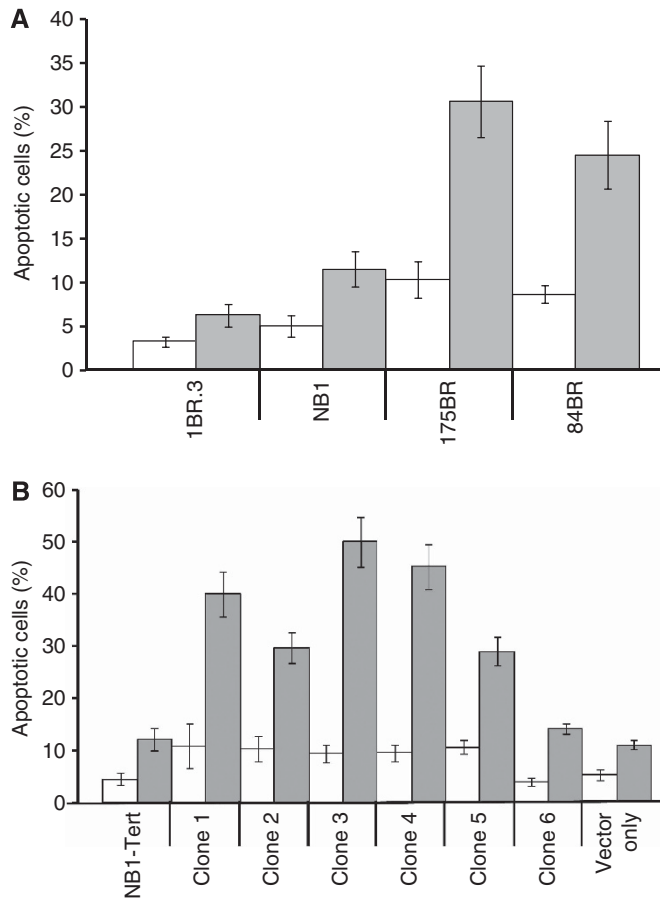 A
Apoptotic cells (%)
40
35
30
25
20
15
10
5
0
1BR.3
NB1
175BR
84BR
B
Apoptotic cells (%)
60
50
40
30
20
10
0
NB1-Tert
Clone 1
Clone 2
Clone 3
Clone 4
Clone 5
Clone 6
Vector
only